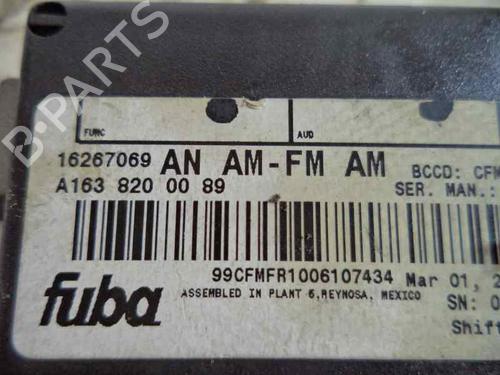 FUNC
AUD
16267069 AN AM-FM AM BCCD: CFM
A163 820 00 89 SER. MAN.:
99CFMFR1006107434 Mar 01, 2
fuba ASSEMBLED IN PLANT 6,REYNOSA, MEXICO SN: 0
Shift
B-PARTS